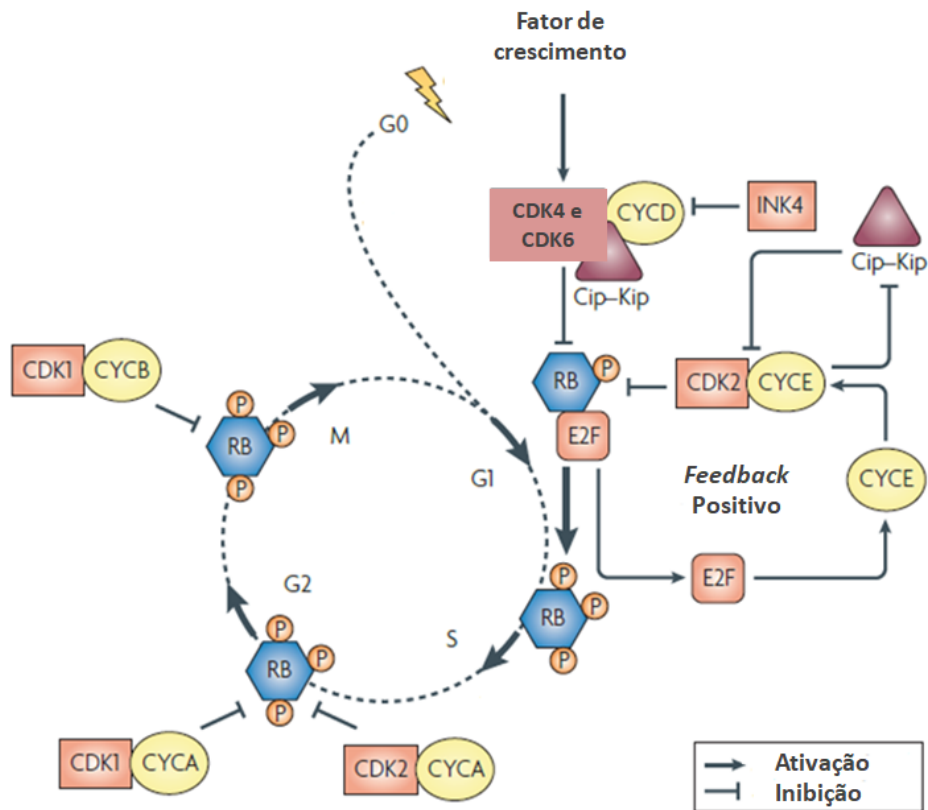 Fator de
crescimento
G0
CDK4 e
CDK6
CYCD
INK4
Cip–Kip
Cip–Kip
CDK1
CYCB
RB
P
P
P
M
G1
RB
P
E2F
CDK2
CYCE
Feedback
Positivo
CYCE
E2F
G2
S
RB
P
P
P
RB
P
P
P
CDK1
CYCA
CDK2
CYCA
Ativação
Inibição